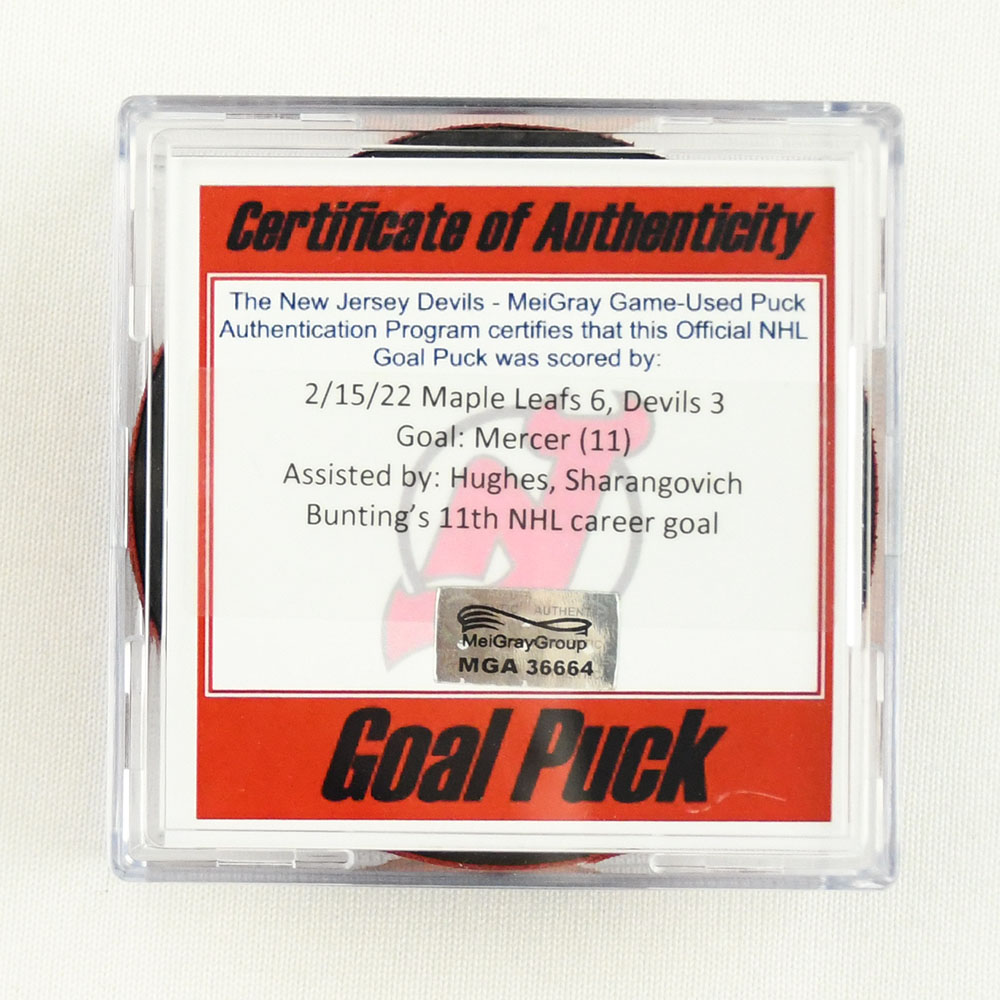 Certificate of Authenticity
The New Jersey Devils - MeiGray Game-Used Puck
Authentication Program certifies that this Official NHL
Goal Puck was scored by:
2/15/22 Maple Leafs 6, Devils 3
Goal: Mercer (11)
Assisted by: Hughes, Sharangovich
Bunting's 11th NHL career goal
AUTHENT
MeiGrayGroup
MGA 36664
Goal Puck